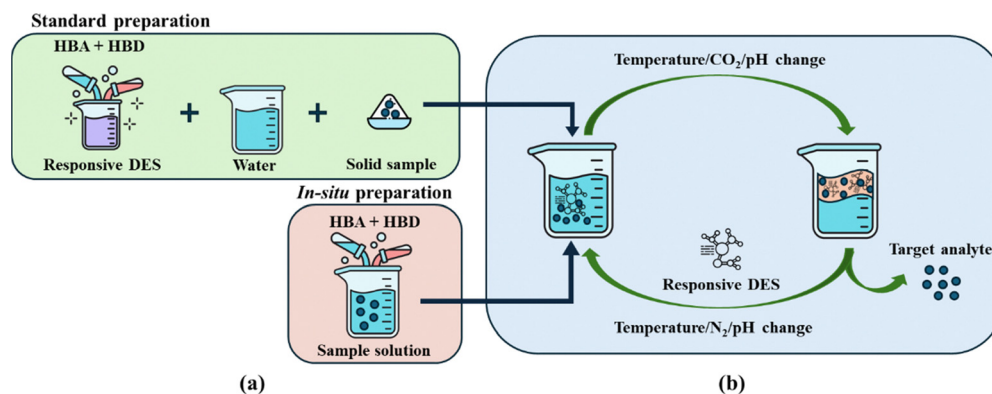 Standard preparation
HBA + HBD
+
+
Responsive DES
Water
Solid sample
In-situ preparation
HBA + HBD
Sample solution
(a)
Temperature/CO₂/pH change
Responsive DES
Target analyte
Temperature/N₂/pH change
(b)